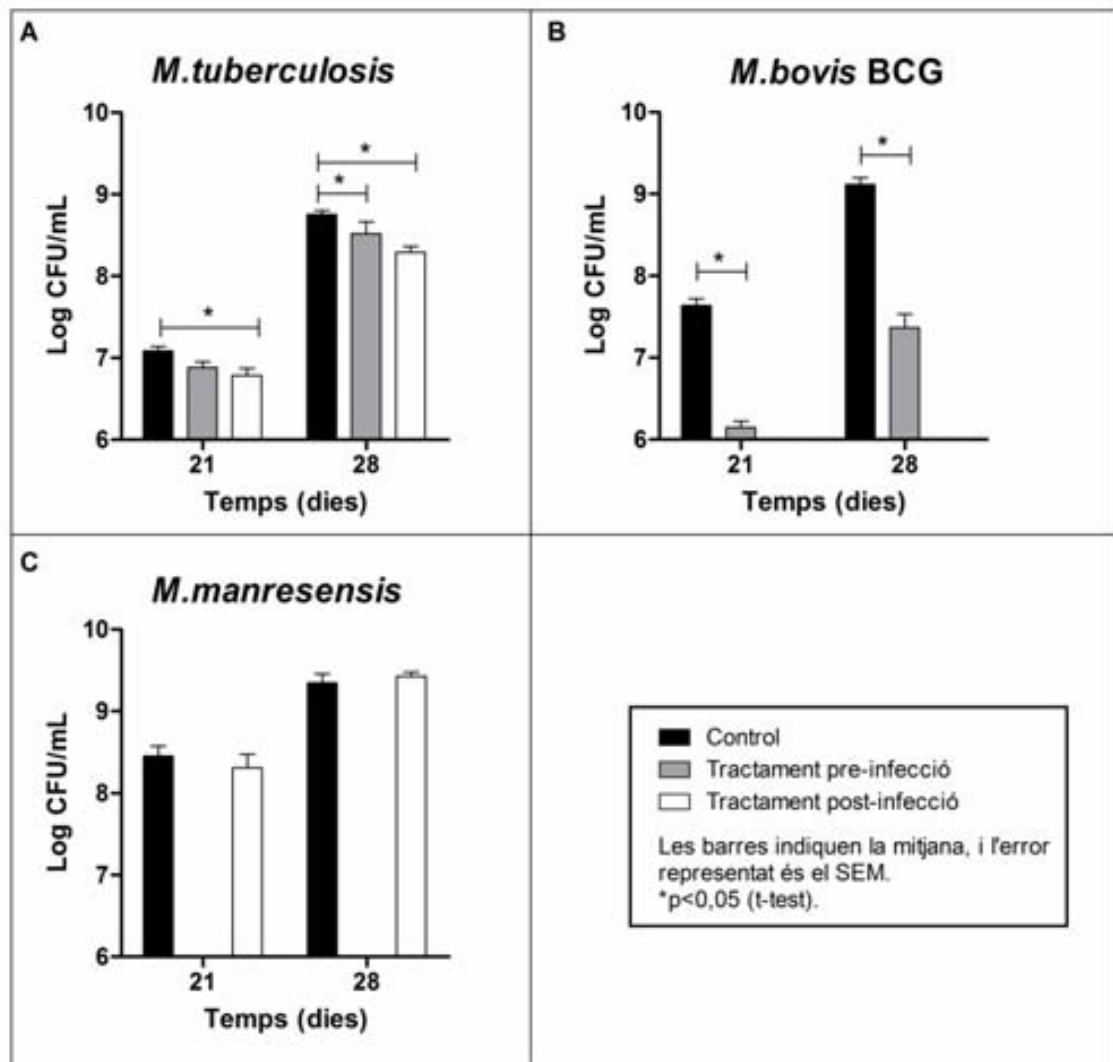 A
M.tuberculosis
*
*
*
10
9
8
7
6
Log CFU/mL
21
28
Temps (dies)
B
M.bovis BCG
*
*
10
9
8
7
6
Log CFU/mL
21
28
Temps (dies)
C
M.manresensis
10
9
8
7
6
Log CFU/mL
21
28
Temps (dies)
Control
Tractament pre-infecció
Tractament post-infecció
Les barres indiquen la mitjana, i l'error
representat és el SEM.
*p<0,05 (t-test).